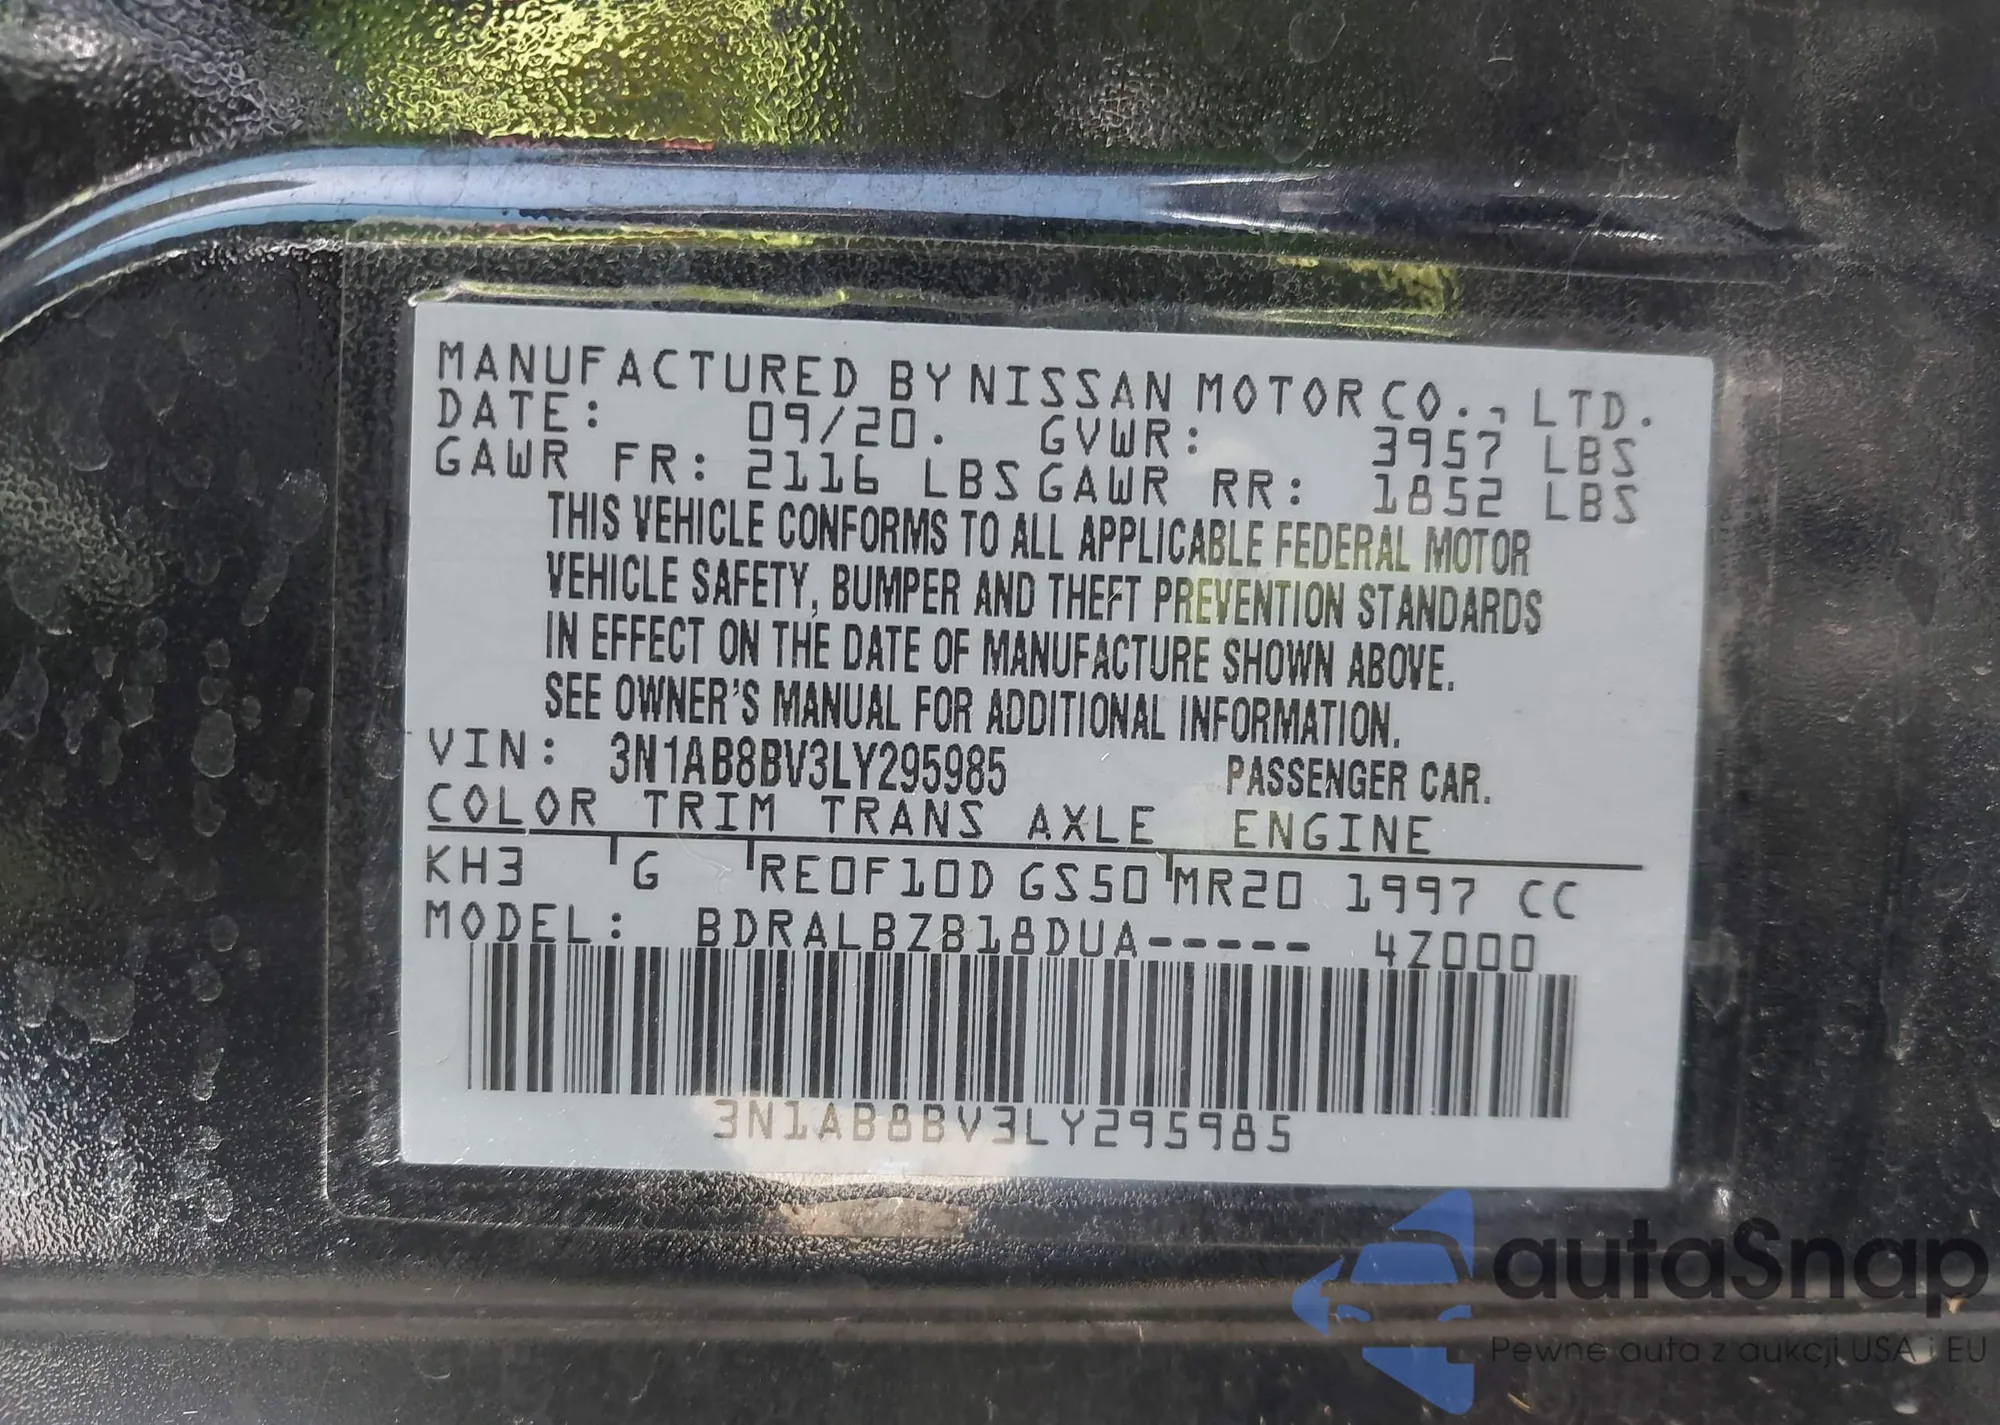 MANUFACTURED BY NISSAN MOTOR CO., LTD.
DATE: 09/20. GVWR: 3957 LBS
GAWR FR: 2116 LBS GAWR RR: 1852 LBS
THIS VEHICLE CONFORMS TO ALL APPLICABLE FEDERAL MOTOR
VEHICLE SAFETY, BUMPER AND THEFT PREVENTION STANDARDS
IN EFFECT ON THE DATE OF MANUFACTURE SHOWN ABOVE.
SEE OWNER'S MANUAL FOR ADDITIONAL INFORMATION.
VIN: 3N1AB8BV3LY295985 PASSENGER CAR.
COLOR TRIM TRANS AXLE ENGINE
KH3 G RE0F10D GS50 MR20 1997 CC
MODEL: BDRALBZB18DUA----- 4Z000
3N1AB8BV3LY295985
autaSnap
Pewne auta z aukcji USA i EU